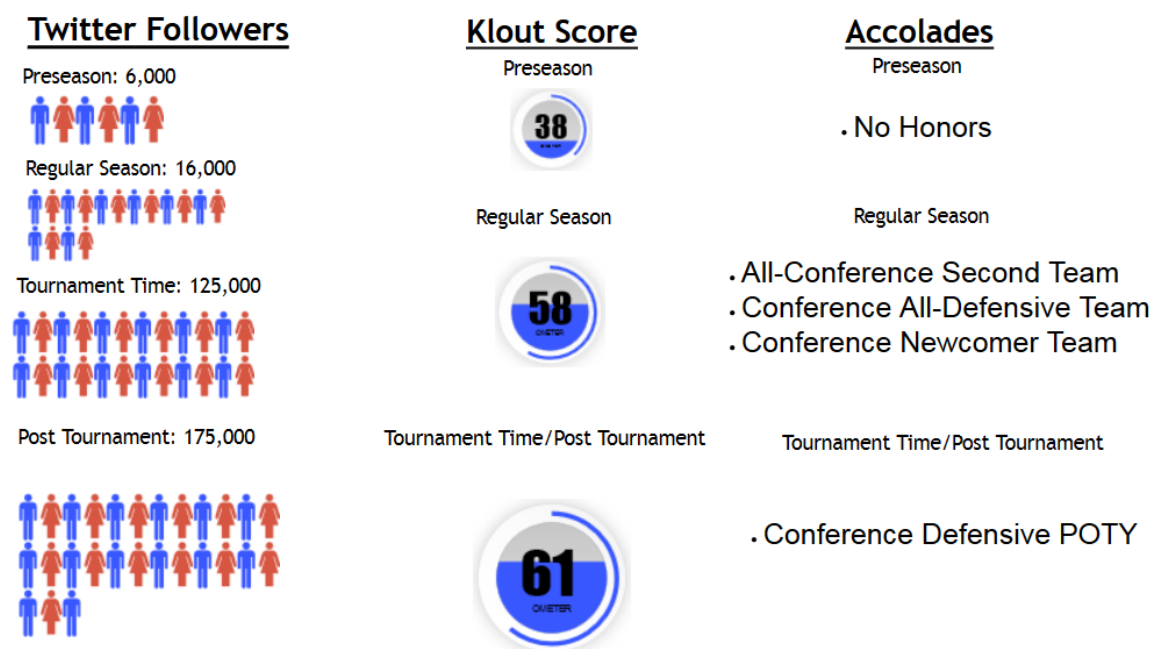 Twitter Followers
Preseason: 6,000
Regular Season: 16,000
Tournament Time: 125,000
Post Tournament: 175,000
Klout Score
Preseason
38
Regular Season
58
OMETER
Tournament Time/Post Tournament
61
OMETER
Accolades
Preseason
• No Honors
Regular Season
• All-Conference Second Team
• Conference All-Defensive Team
• Conference Newcomer Team
Tournament Time/Post Tournament
• Conference Defensive POTY